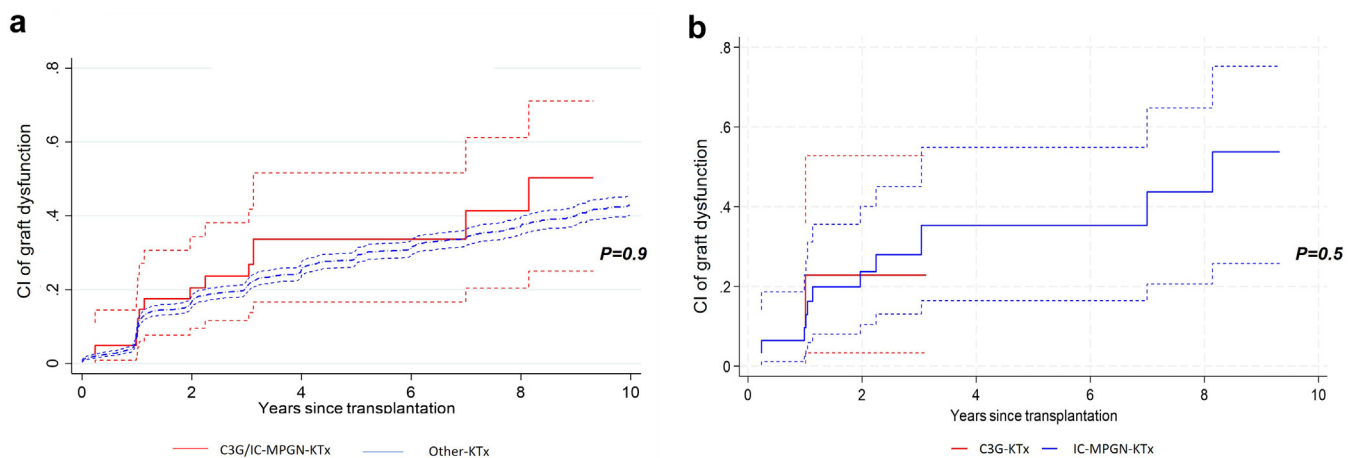 a
CI of graft dysfunction
.8
.6
.4
.2
0
0 2 4 6 8 10
Years since transplantation
P=0.9
C3G/IC-MPGN-KTx Other-KTx
b
CI of graft dysfunction
.8
.6
.4
.2
0
0 2 4 6 8 10
Years since transplantation
P=0.5
C3G-KTx IC-MPGN-KTx